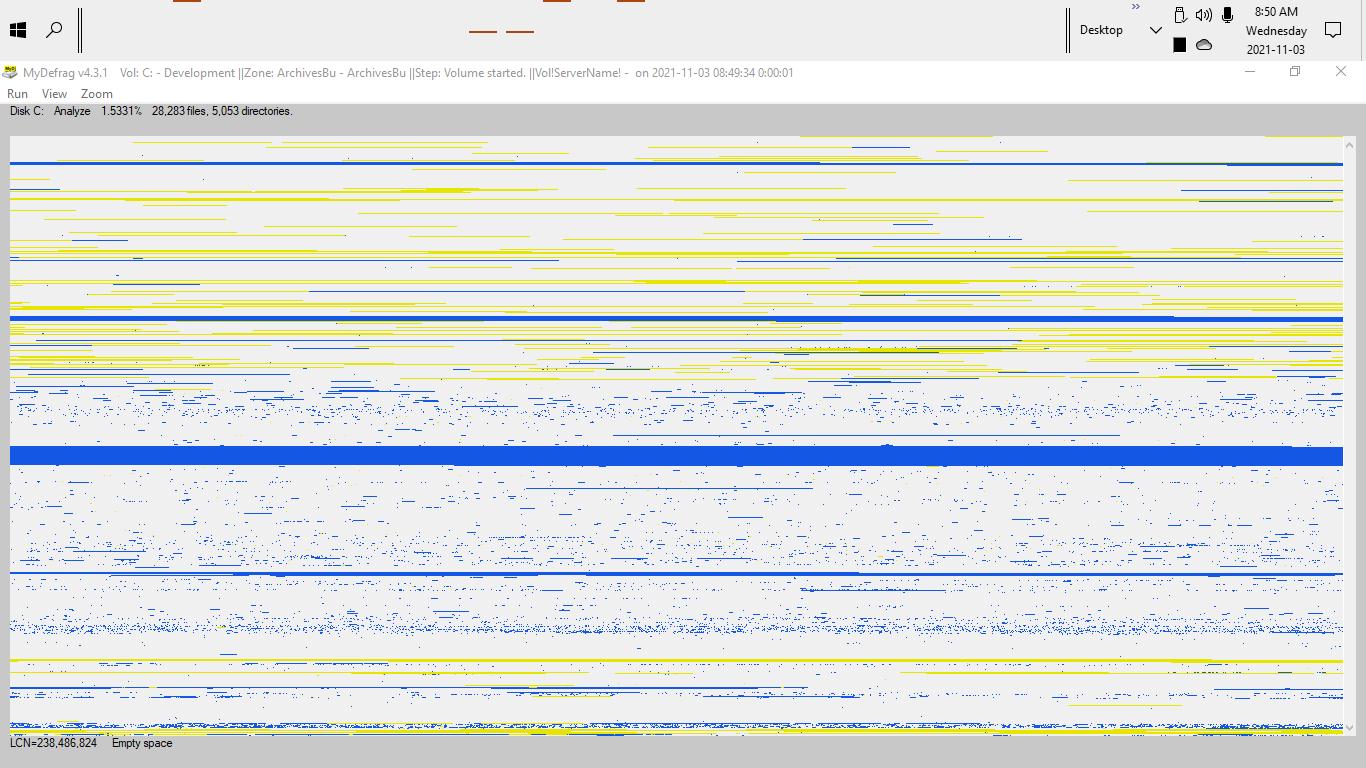 »
8:50 AM
Desktop
Wednesday
2021-11-03
MyDefrag v4.3.1    Vol: C: - Development ||Zone: ArchivesBu - ArchivesBu ||Step: Volume started. ||Vol!ServerName! -  on 2021-11-03 08:49:34 0:00:01
Run View Zoom
Disk C:   Analyze   1.5331%   28,283 files, 5,053 directories.
LCN=238,486,824    Empty space